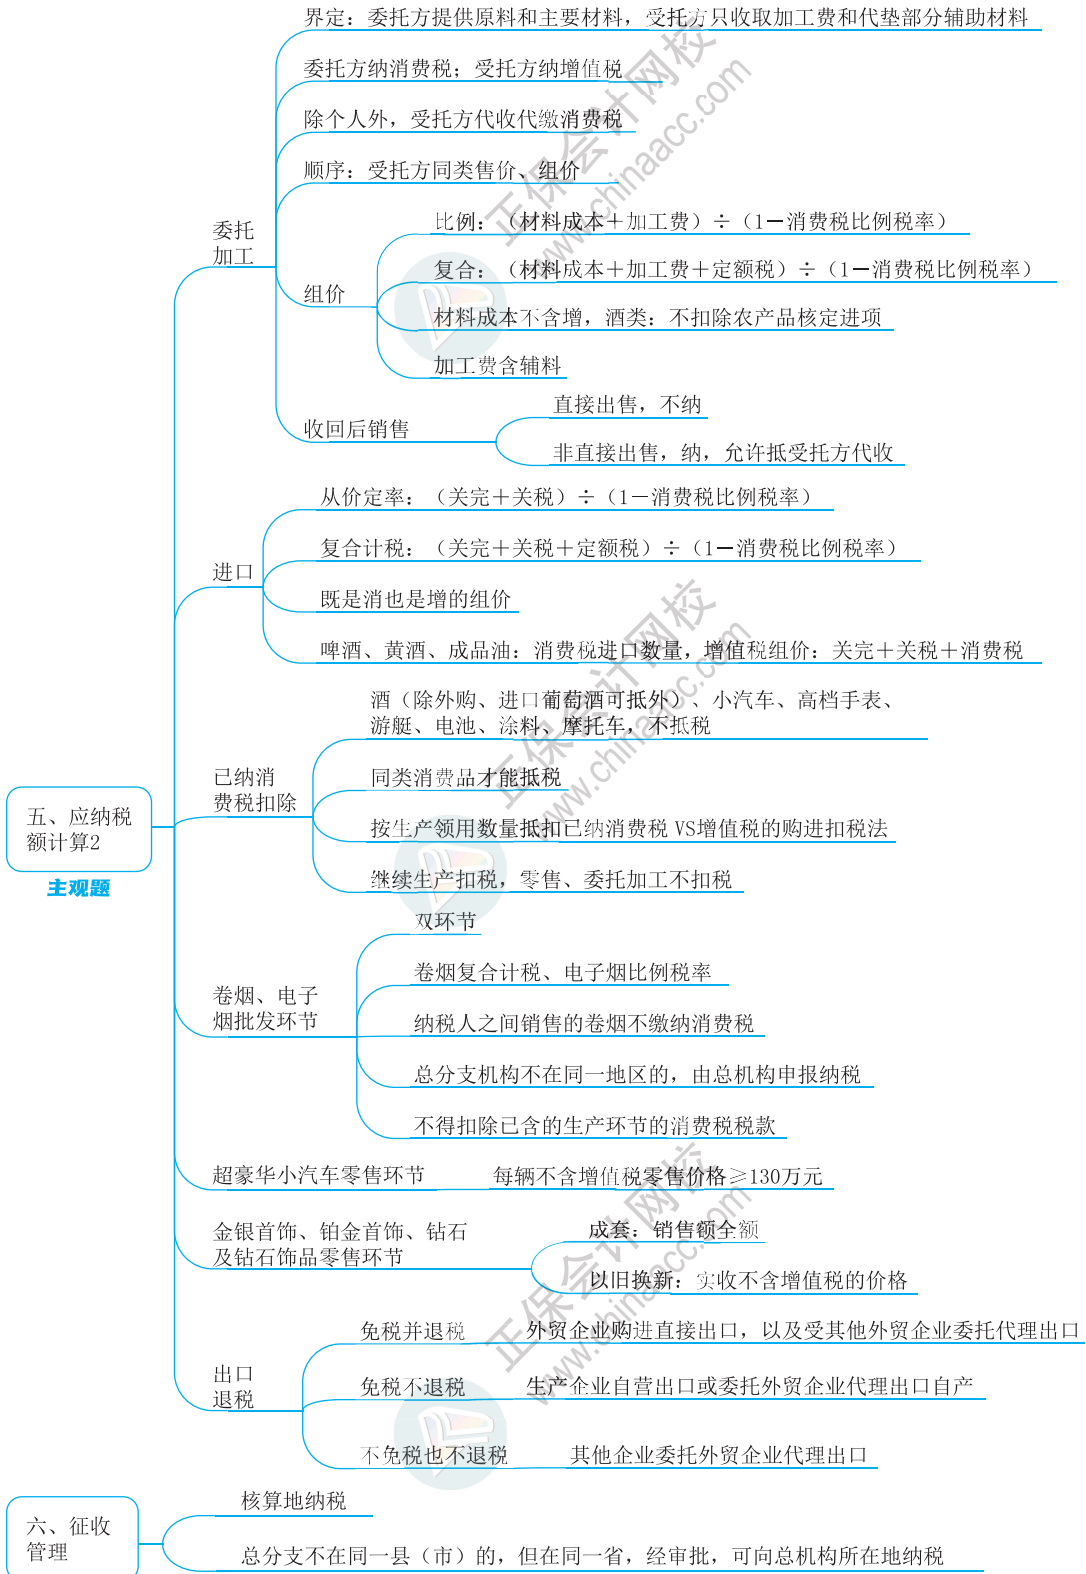 界定：委托方提供原料和主要材料，受托方只收取加工费和代垫部分辅助材料
委托方纳消费税；受托方纳增值税
除个人外，受托方代收代缴消费税
顺序：受托方同类售价、组价
委托
加工
组价
比例：（材料成本＋加工费）÷（1－消费税比例税率）
复合：（材料成本＋加工费＋定额税）÷（1－消费税比例税率）
材料成本不含增，酒类：不扣除农产品核定进项
加工费含辅料
收回后销售
直接出售，不纳
非直接出售，纳，允许抵受托方代收
进口
从价定率：（关完＋关税）÷（1－消费税比例税率）
复合计税：（关完＋关税＋定额税）÷（1－消费税比例税率）
既是消也是增的组价
啤酒、黄酒、成品油：消费税进口数量，增值税组价：关完＋关税＋消费税
五、应纳税
额计算2
主观题
已纳消
费税扣除
酒（除外购、进口葡萄酒可抵外）、小汽车、高档手表、
游艇、电池、涂料、摩托车，不抵税
同类消费品才能抵税
按生产领用数量抵扣已纳消费税 VS增值税的购进扣税法
继续生产扣税，零售、委托加工不扣税
卷烟、电子
烟批发环节
双环节
卷烟复合计税、电子烟比例税率
纳税人之间销售的卷烟不缴纳消费税
总分支机构不在同一地区的，由总机构申报纳税
不得扣除已含的生产环节的消费税税款
超豪华小汽车零售环节
每辆不含增值税零售价格≥130万元
金银首饰、铂金首饰、钻石
及钻石饰品零售环节
成套：销售额全额
以旧换新：实收不含增值税的价格
出口
退税
免税并退税
外贸企业购进直接出口，以及受其他外贸企业委托代理出口
免税不退税
生产企业自营出口或委托外贸企业代理出口自产
不免税也不退税
其他企业委托外贸企业代理出口
六、征收
管理
核算地纳税
总分支不在同一县（市）的，但在同一省，经审批，可向总机构所在地纳税
正保会计网校
www.chinaacc.com
正保会计网校
www.chinaacc.com
正保会计网校
www.chinaacc.com